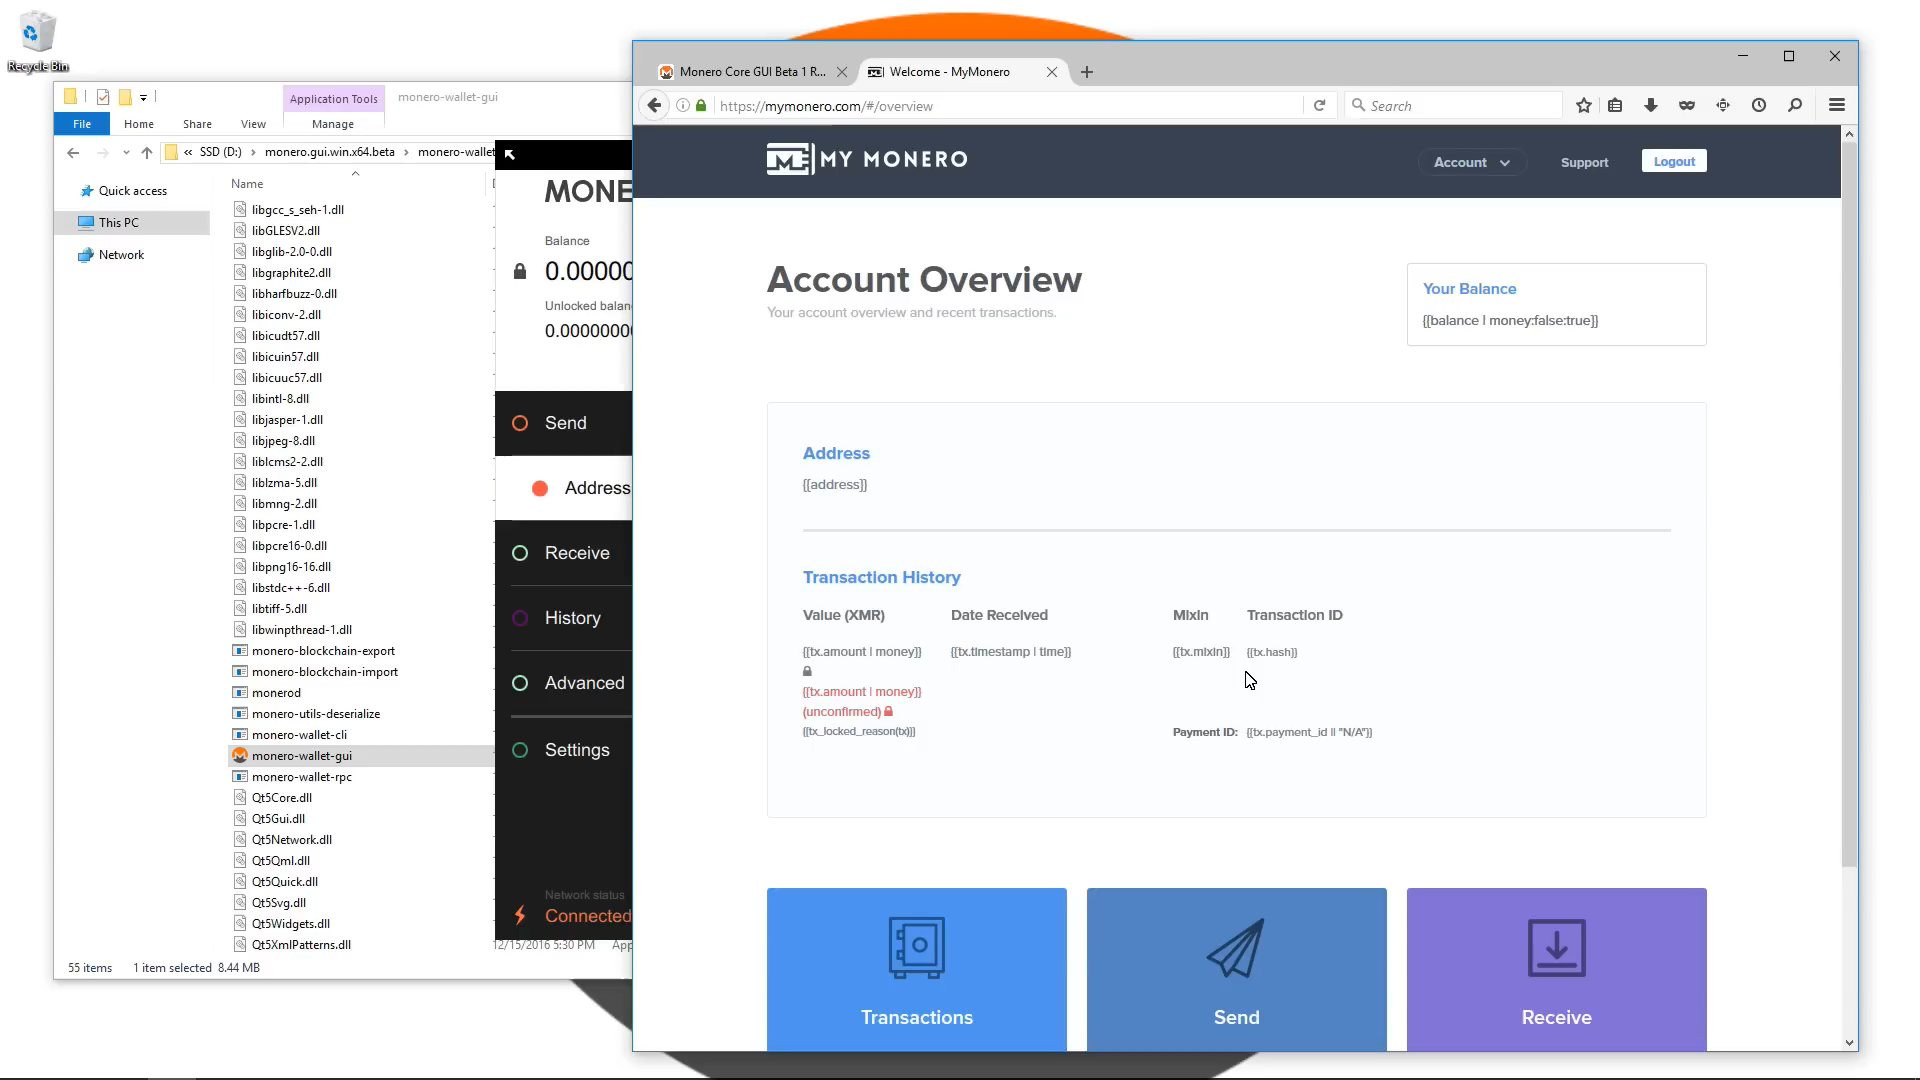 Recycle Bin
Application Tools
monero-wallet-gui
File
Home
Share
View
Manage
« SSD (D:) › monero.gui.win.x64.beta › monero-wallet
Quick access
This PC
Network
Name
libgcc_s_seh-1.dll
libGLESV2.dll
libglib-2.0-0.dll
libgraphite2.dll
libharfbuzz-0.dll
libiconv-2.dll
libicudt57.dll
libicuin57.dll
libicuuc57.dll
libintl-8.dll
libjasper-1.dll
libjpeg-8.dll
liblcms2-2.dll
liblzma-5.dll
libmng-2.dll
libpcre-1.dll
libpcre16-0.dll
libpng16-16.dll
libstdc++-6.dll
libtiff-5.dll
libwinpthread-1.dll
monero-blockchain-export
monero-blockchain-import
monerod
monero-utils-deserialize
monero-wallet-cli
monero-wallet-gui
monero-wallet-rpc
Qt5Core.dll
Qt5Gui.dll
Qt5Network.dll
Qt5Qml.dll
Qt5Quick.dll
Qt5Svg.dll
Qt5Widgets.dll
Qt5XmlPatterns.dll
12/15/2016 5:30 PM App
55 items
1 item selected 8.44 MB
MONE
Balance
0.00000
Unlocked balan
0.00000000
Send
Address
Receive
History
Advanced
Settings
Network status
Connected
Monero Core GUI Beta 1 R...
Welcome - MyMonero
https://mymonero.com/#/overview
Search
MY MONERO
Account
Support
Logout
Account Overview
Your account overview and recent transactions.
Your Balance
{{balance | money:false:true}}
Address
{{address}}
Transaction History
Value (XMR)
Date Received
Mixin
Transaction ID
{{tx.amount | money}}
{{tx.timestamp | time}}
{{tx.mixin}}
{{tx.hash}}
{{tx.amount | money}}
(unconfirmed)
{{tx_locked_reason(tx)}}
Payment ID: {{tx.payment_id || "N/A"}}
Transactions
Send
Receive